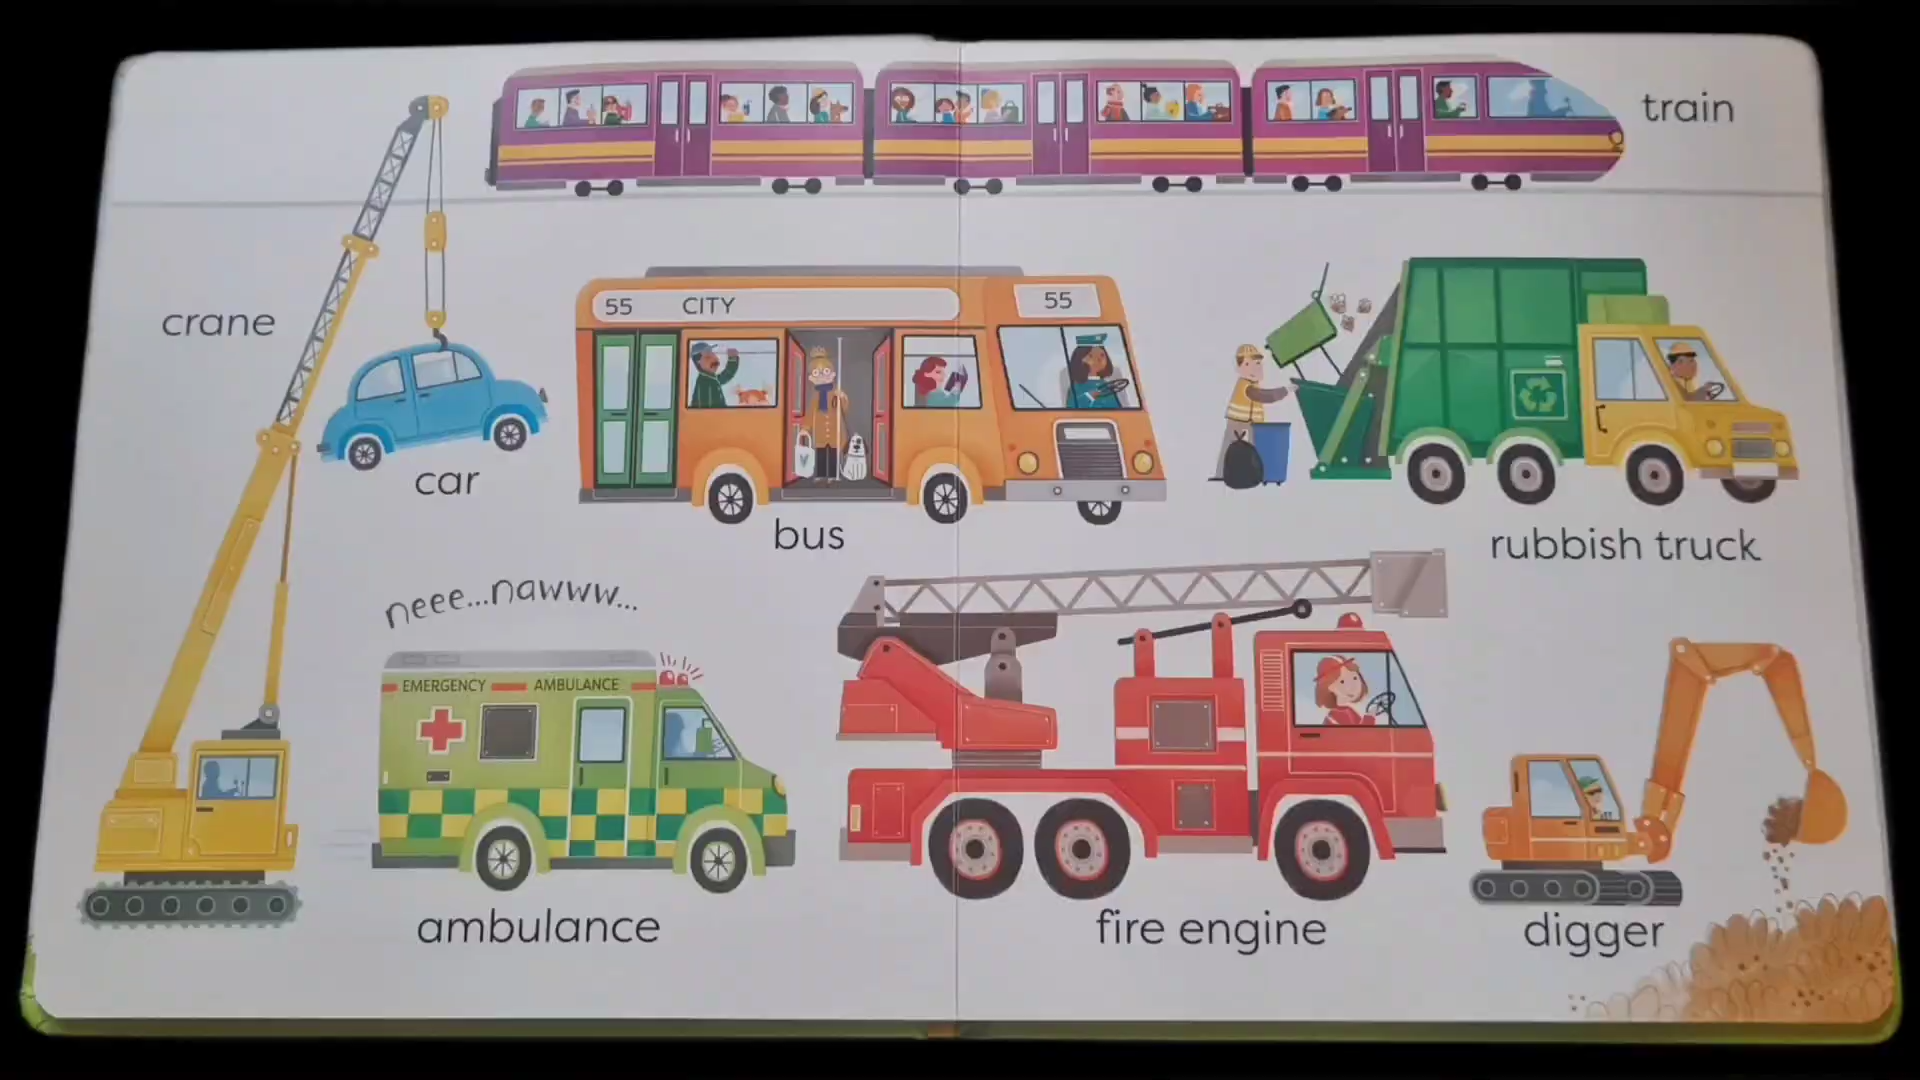 train
crane
55 CITY
55
car
bus
rubbish truck
neee...nawww...
EMERGENCY AMBULANCE
ambulance
fire engine
digger